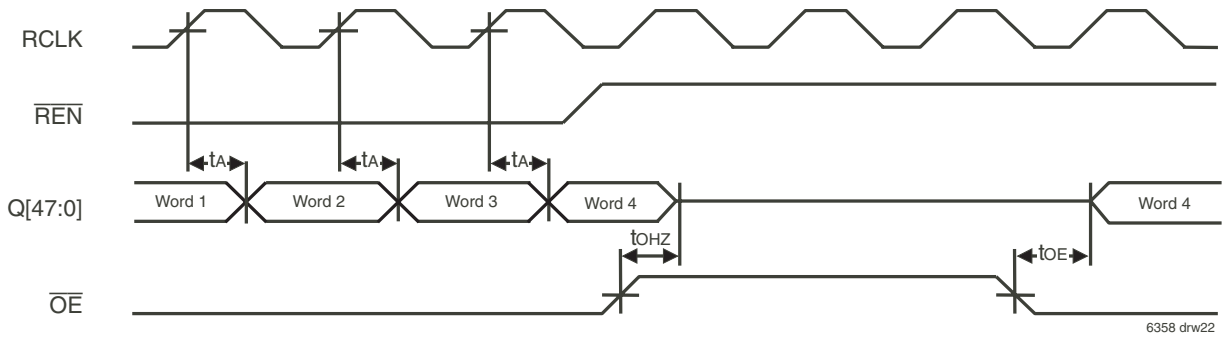 RCLK
REN
tA
tA
tA
Q[47:0]
Word 1
Word 2
Word 3
Word 4
Word 4
tOHZ
tOE
OE
6358 drw22